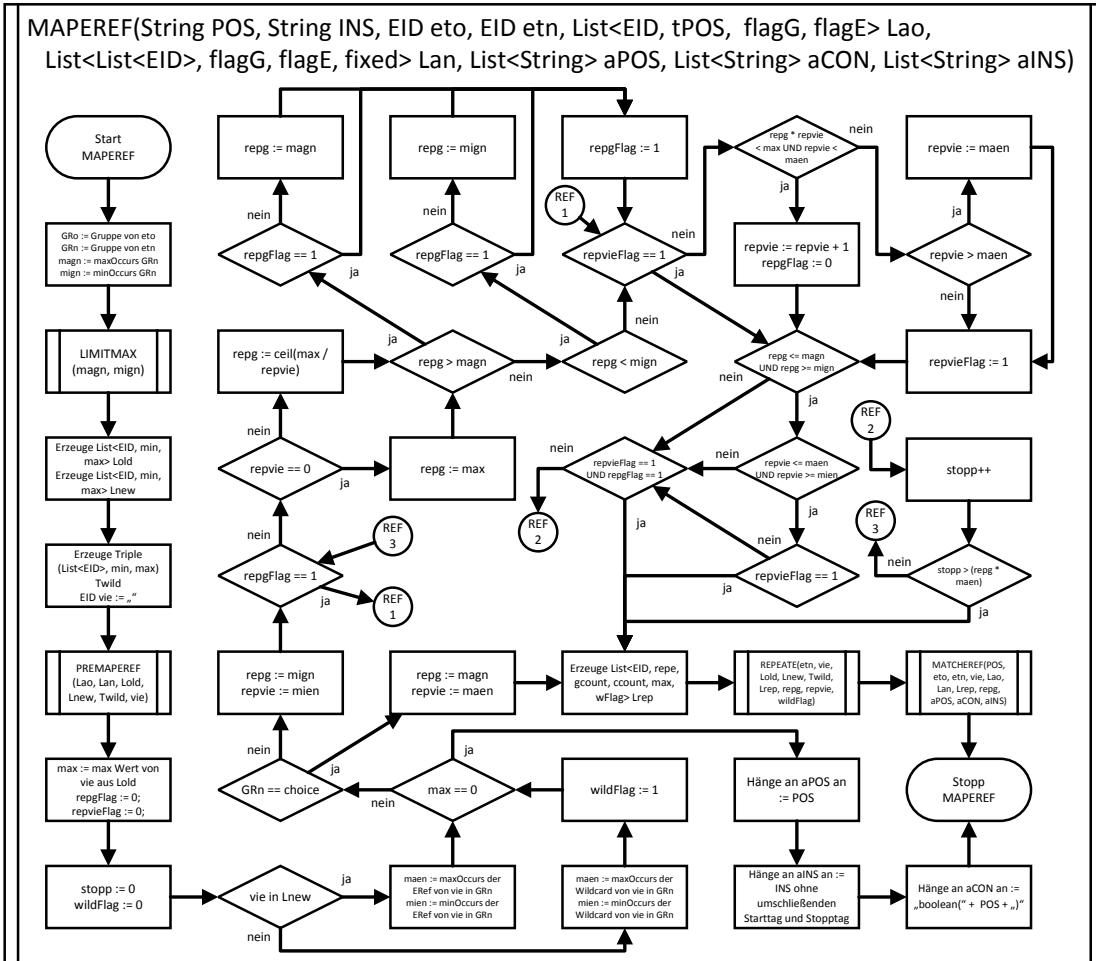 MAPEREF(String POS, String INS, EID eto, EID etn, List<EID, tPOS, flagG, flagE> Lao,
List<List<EID>, flagG, flagE, fixed> Lan, List<String> aPOS, List<String> aCON, List<String> aINS)
Start
MAPEREF
repg := magn
repg := mign
repgFlag := 1
repg * repvie
< max UND repvie <
maen
nein
repvie := maen
ja
nein
nein
REF
1
nein
ja
GRo := Gruppe von eto
GRn := Gruppe von etn
magn := maxOccurs GRn
mign := minOccurs GRn
repgFlag == 1
repgFlag == 1
repvieFlag == 1
repvie := repvie + 1
repgFlag := 0
repvie > maen
ja
ja
ja
nein
nein
LIMITMAX
(magn, mign)
repg := ceil(max /
repvie)
repg > magn
repg < mign
repg <= magn
UND repg >= mign
repvieFlag := 1
ja
ja
nein
nein
ja
nein
REF
2
Erzeuge List<EID, min,
max> Lold
Erzeuge List<EID, min,
max> Lnew
repvie == 0
ja
repg := max
nein
repvieFlag == 1
UND repgFlag == 1
nein
repvie <= maen
UND repvie >= mien
stopp++
ja
nein
REF
3
REF
2
ja
nein
REF
3
nein
Erzeuge Triple
(List<EID>, min, max)
Twild
EID vie := „“
repgFlag == 1
ja
REF
1
repvieFlag == 1
ja
stopp > (repg *
maen)
ja
PREMAPEREF
(Lao, Lan, Lold,
Lnew, Twild, vie)
repg := mign
repvie := mien
repg := magn
repvie := maen
Erzeuge List<EID, repe,
gcount, ccount, max,
wFlag> Lrep
REPEATE(etn, vie,
Lold, Lnew, Twild,
Lrep, repg, repvie,
wildFlag)
MATCHEREF(POS,
eto, etn, vie, Lao,
Lan, Lrep, repg,
aPOS, aCON, aINS)
nein
ja
ja
max := max Wert von
vie aus Lold
repgFlag := 0;
repvieFlag := 0;
GRn == choice
nein
max == 0
wildFlag := 1
Hänge an aPOS an
:= POS
Stopp
MAPEREF
stopp := 0
wildFlag := 0
vie in Lnew
ja
nein
maen := maxOccurs der
ERef von vie in GRn
mien := minOccurs der
ERef von vie in GRn
maen := maxOccurs der
Wildcard von vie in GRn
mien := minOccurs der
Wildcard von vie in GRn
Hänge an aINS an :=
INS ohne
umschließenden
Starttag und Stopptag
Hänge an aCON an :=
„boolean(“ + POS + „)“